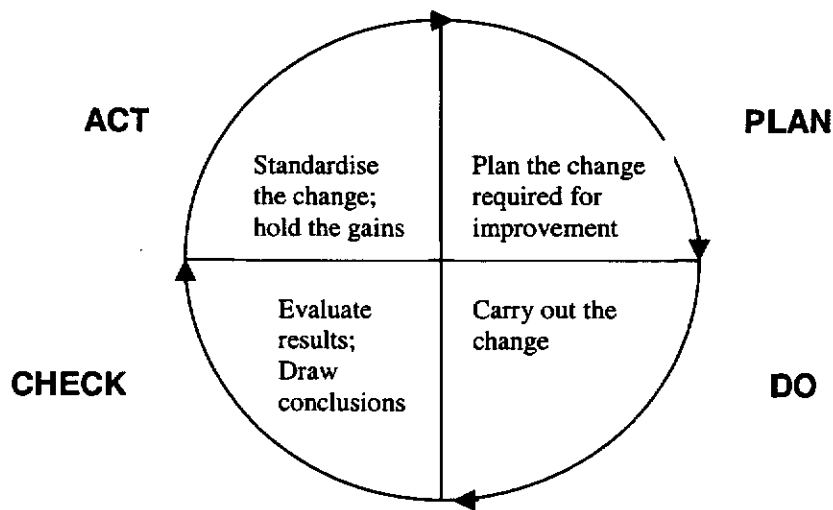 ACT
PLAN
Standardise
the change;
hold the gains
Plan the change
required for
improvement
Evaluate
results;
Draw
conclusions
Carry out the
change
CHECK
DO